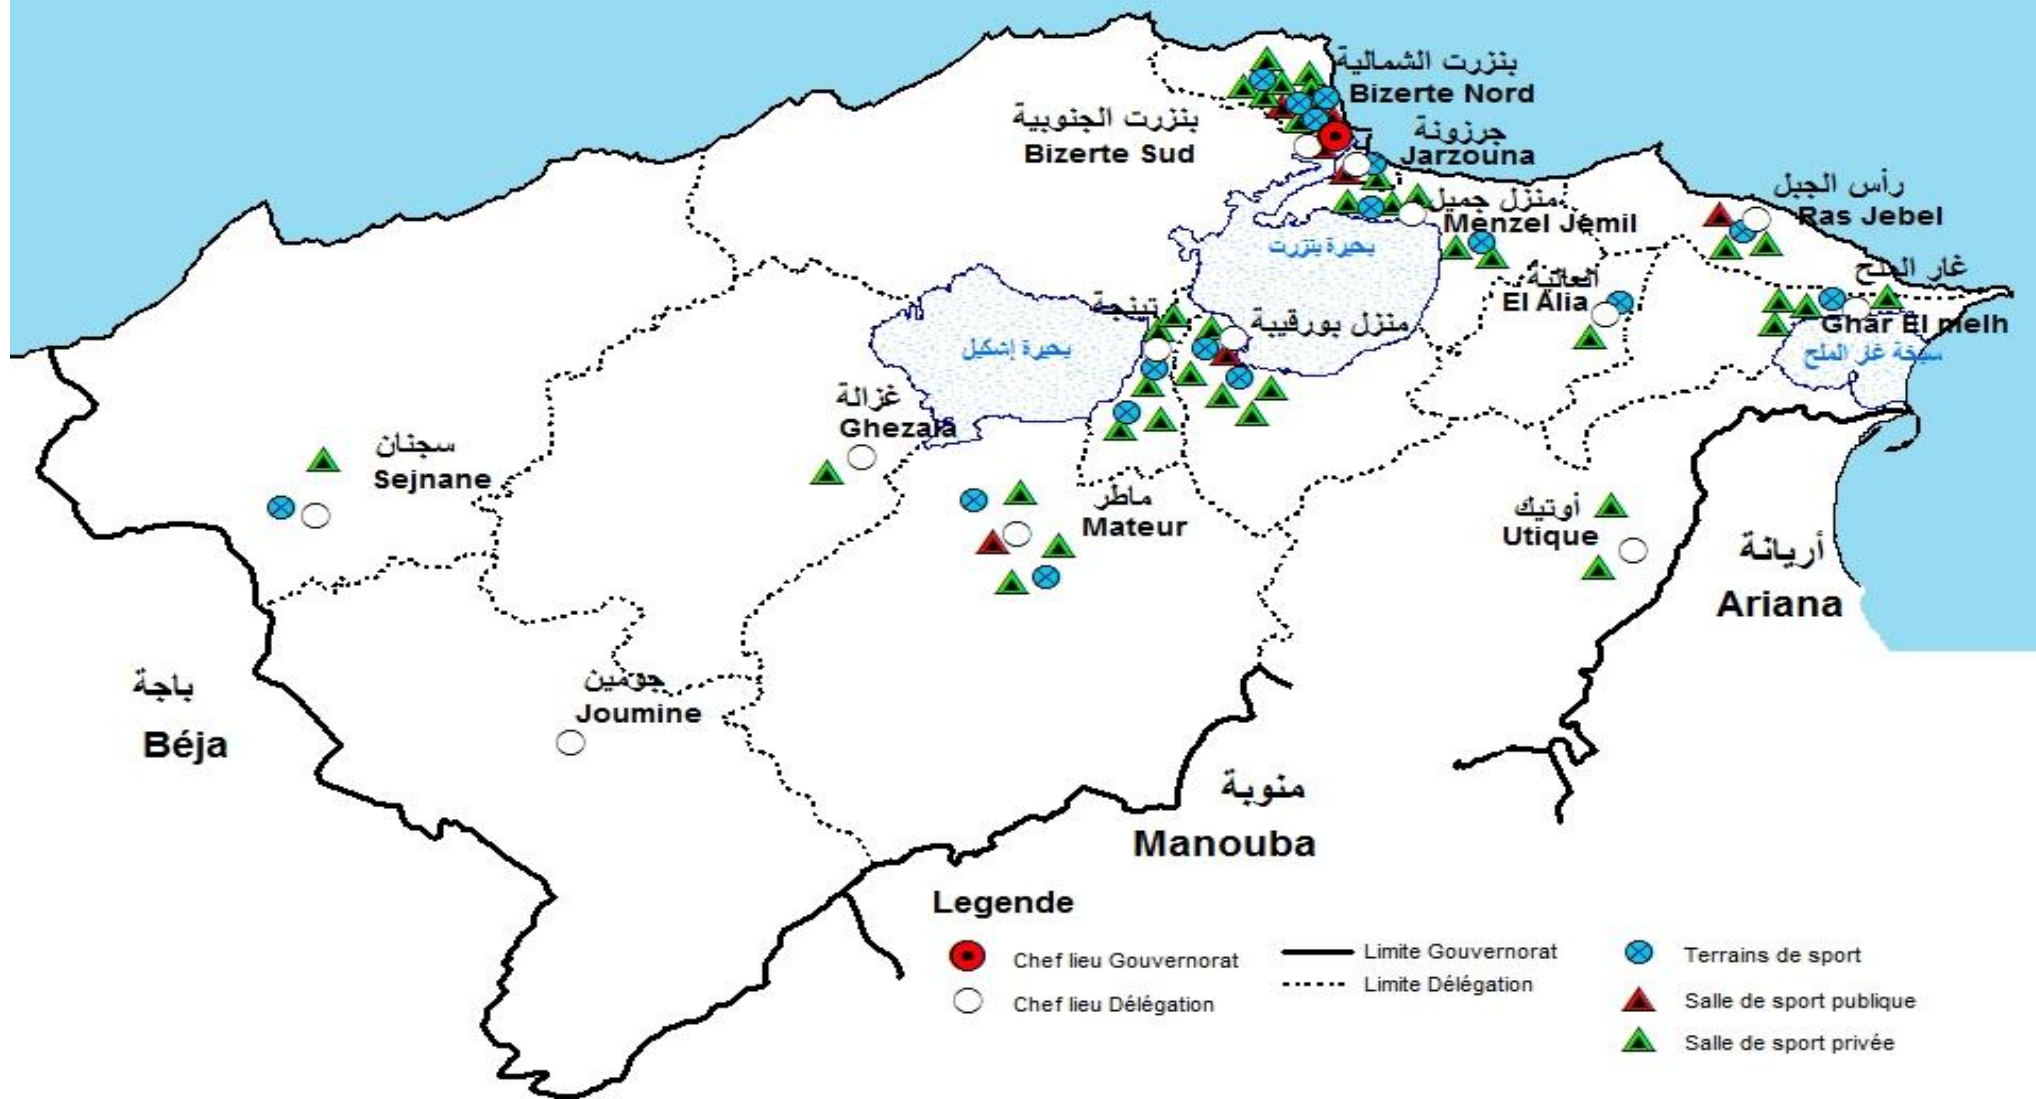 بنزرت الشمالية
Bizerte Nord
بنزرت الجنوبية
Bizerte Sud
جرزونة
Jarzouna
منزل جميل
Menzel Jemil
رأس الجبل
Ras Jebel
بحيرة بنزرت
العالية
El Alia
غار الملح
Ghar El melh
سبخة غار الملح
تينجة
منزل بورقيبة
بحيرة إشكيل
غزالة
Ghezala
سجنان
Sejnane
ماطر
Mateur
أوتيك
Utique
أريانة
Ariana
جومين
Joumine
باجة
Béja
منوبة
Manouba
Legende
Chef lieu Gouvernorat
Chef lieu Délégation
Limite Gouvernorat
Limite Délégation
Terrains de sport
Salle de sport publique
Salle de sport privée